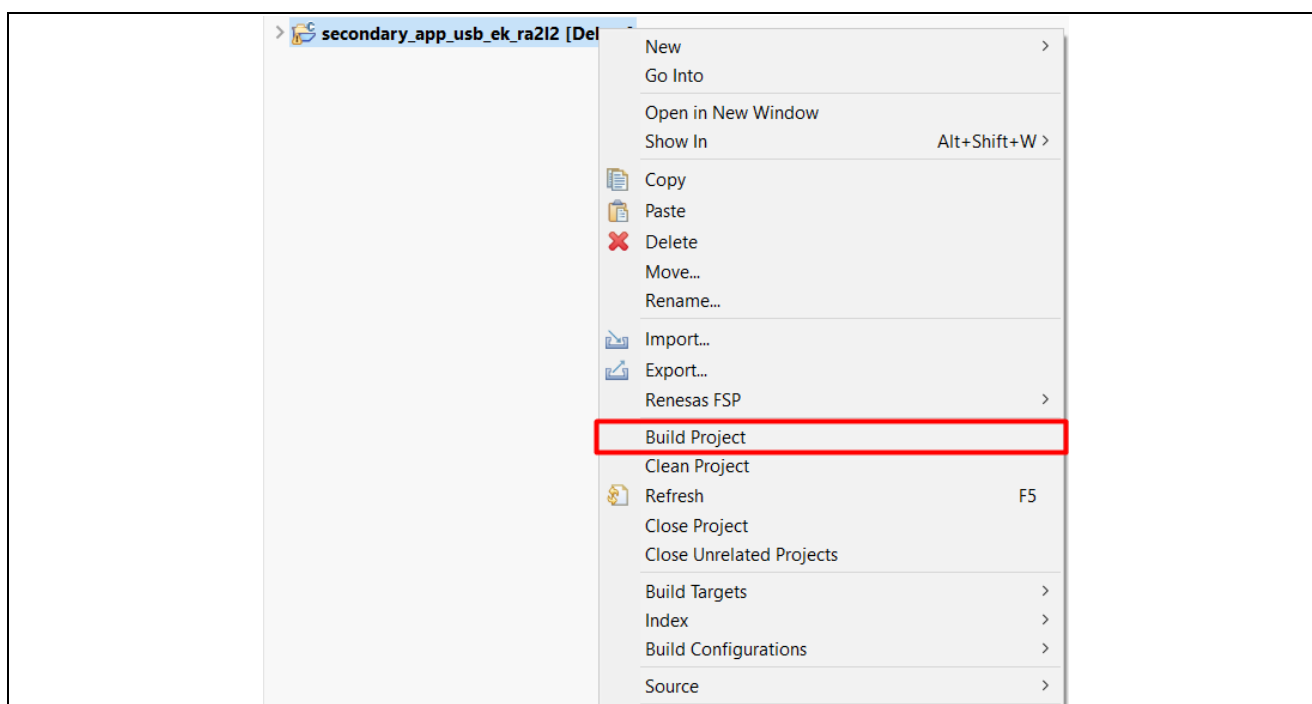 secondary_app_usb_ek_ra2l2 [De
New
Go Into
Open in New Window
Show In Alt+Shift+W >
Copy
Paste
Delete
Move...
Rename...
Import...
Export...
Renesas FSP >
Build Project
Clean Project
Refresh F5
Close Project
Close Unrelated Projects
Build Targets >
Index >
Build Configurations >
Source >